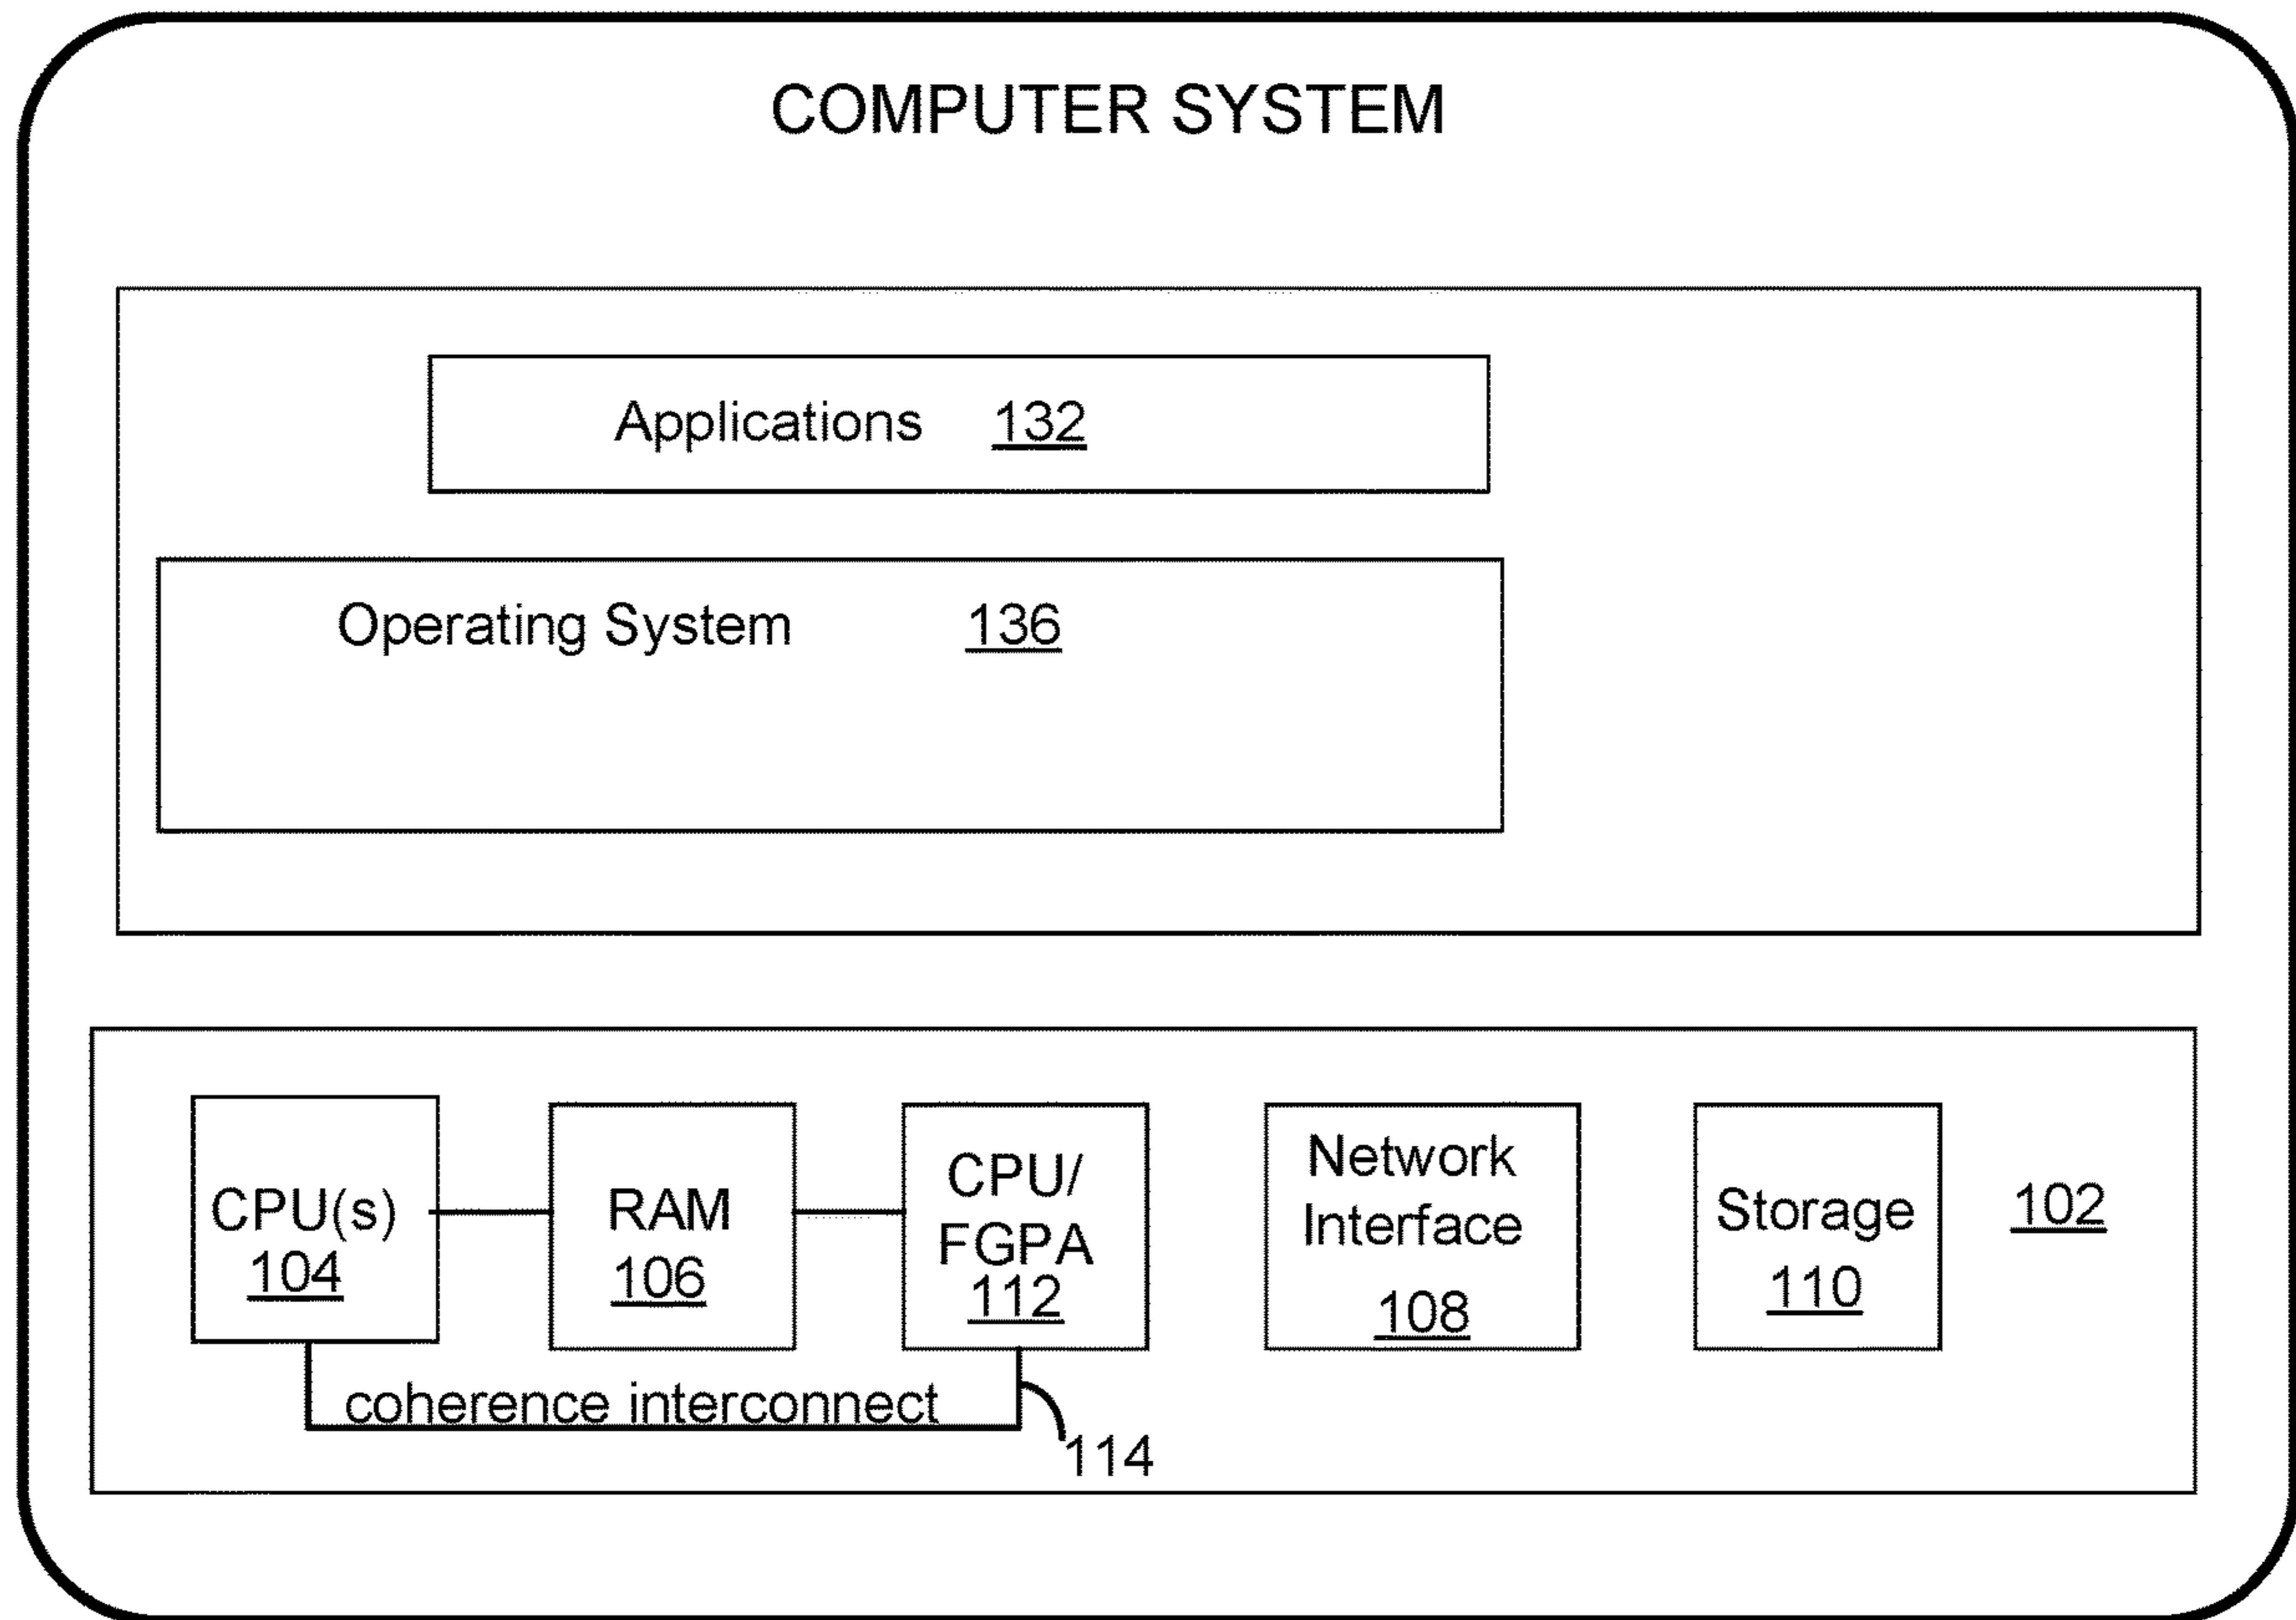 COMPUTER SYSTEM
Applications 132
Operating System 136
CPU(s)
104
RAM
106
CPU/
FGPA
112
Network
Interface
108
Storage
110
102
coherence interconnect
114